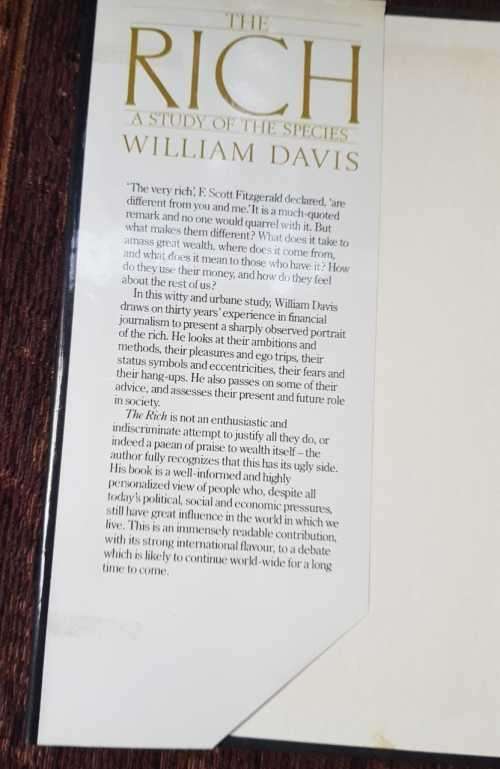 THE
RICH
A STUDY OF THE SPECIES
WILLIAM DAVIS
'The very rich', F. Scott Fitzgerald declared, 'are
different from you and me.' It is a much-quoted
remark and no one would quarrel with it. But
what makes them different? What does it take to
amass great wealth, where does it come from,
and what does it mean to those who have it? How
do they use their money, and how do they feel
about the rest of us?
In this witty and urbane study, William Davis
draws on thirty years' experience in financial
journalism to present a sharply observed portrait
of the rich. He looks at their ambitions and
methods, their pleasures and ego trips, their
status symbols and eccentricities, their fears and
their hang-ups. He also passes on some of their
advice, and assesses their present and future role
in society.
The Rich is not an enthusiastic and
indiscriminate attempt to justify all they do, or
indeed a paean of praise to wealth itself – the
author fully recognizes that this has its ugly side.
His book is a well-informed and highly
personalized view of people who, despite all
today's political, social and economic pressures,
still have great influence in the world in which we
live. This is an immensely readable contribution,
with its strong international flavour, to a debate
which is likely to continue world-wide for a long
time to come.